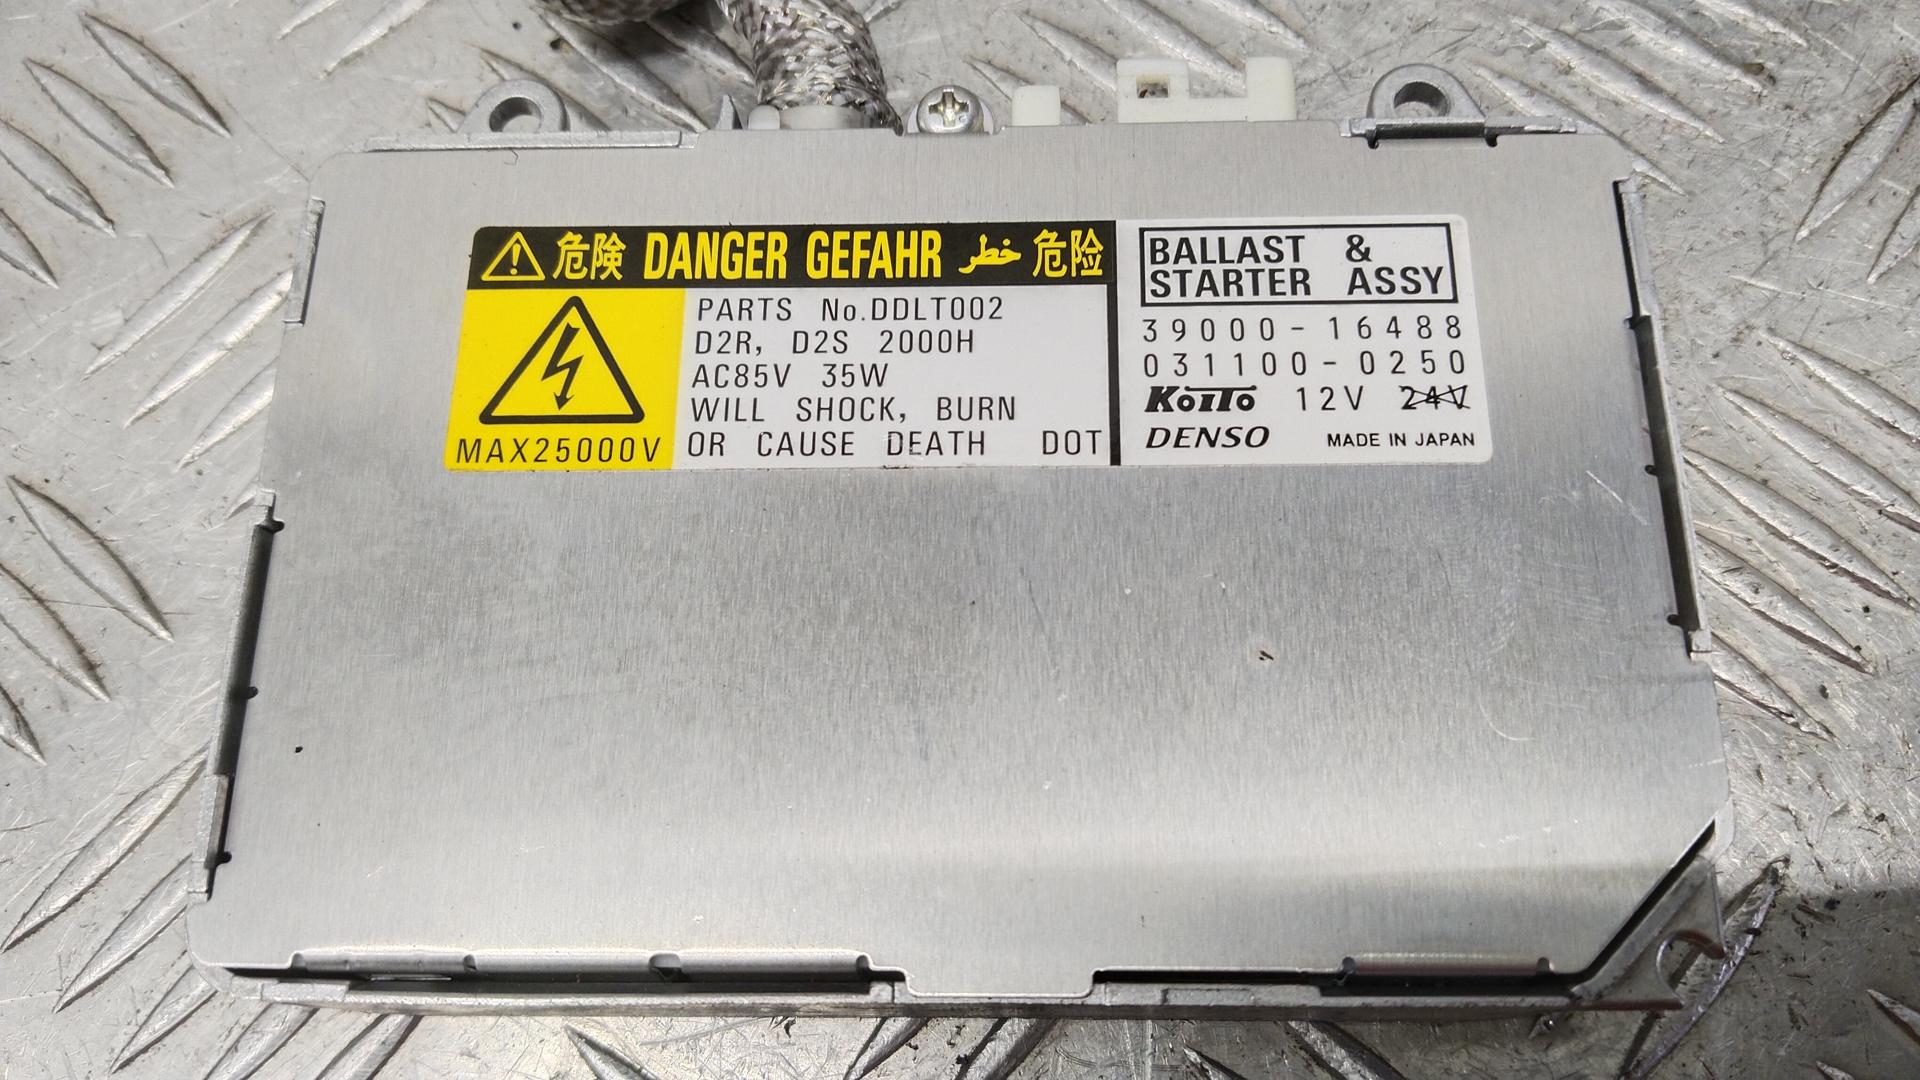 危険 DANGER GEFAHR خطر 危险
PARTS No.DDLT002
D2R, D2S 2000H
AC85V 35W
WILL SHOCK, BURN
OR CAUSE DEATH DOT
MAX25000V
BALLAST &
STARTER ASSY
39000-16488
031100-0250
KOITO 12V 24V
DENSO MADE IN JAPAN